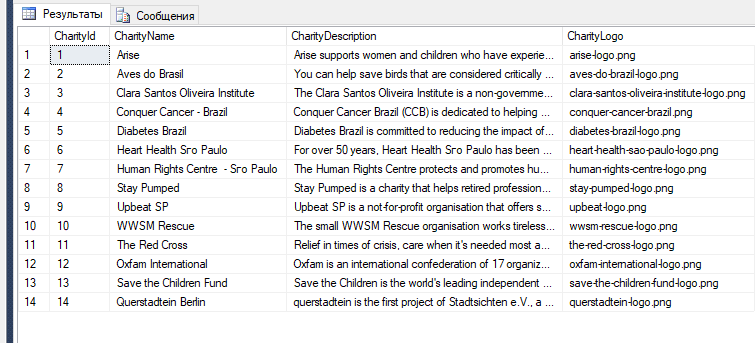 Результаты Сообщения
CharityId CharityName CharityDescription CharityLogo
1 1 Arise Arise supports women and children who have experie... arise-logo.png
2 2 Aves do Brasil You can help save birds that are considered critically ... aves-do-brazil-logo.png
3 3 Clara Santos Oliveira Institute The Clara Santos Oliveira Institute is a non-governme... clara-santos-oliveira-institute-logo.png
4 4 Conquer Cancer - Brazil Conquer Cancer Brazil (CCB) is dedicated to helping ... conquer-cancer-brazil.png
5 5 Diabetes Brazil Diabetes Brazil is committed to reducing the impact of... diabetes-brazil-logo.png
6 6 Heart Health Sгo Paulo For over 50 years, Heart Health Sгo Paulo has been ... heart-health-sao-paulo-logo.png
7 7 Human Rights Centre - Sгo Paulo The Human Rights Centre protects and promotes hu... human-rights-centre-logo.png
8 8 Stay Pumped Stay Pumped is a charity that helps retired profession... stay-pumped-logo.png
9 9 Upbeat SP Upbeat SP is a not-for-profit organisation that offers s... upbeat-logo.png
10 10 WWSM Rescue The small WWSM Rescue organisation works tireless... wwsm-rescue-logo.png
11 11 The Red Cross Relief in times of crisis, care when it's needed most a... the-red-cross-logo.png
12 12 Oxfam International Oxfam is an international confederation of 17 organiz... oxfam-international-logo.png
13 13 Save the Children Fund Save the Children is the world's leading independent ... save-the-children-fund-logo.png
14 14 Querstadtein Berlin querstadtein is the first project of Stadtsichten e.V., a ... querstadtein-logo.png